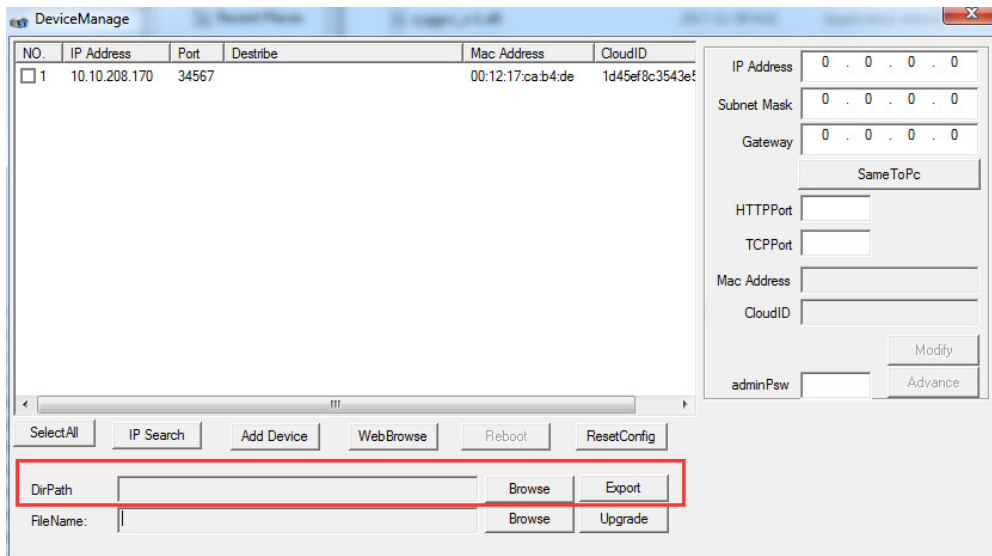 DeviceManage
NO. IP Address Port Destribe Mac Address CloudID
1 10.10.208.170 34567 00:12:17:ca:b4:de 1d45ef8c3543e5
IP Address 0 . 0 . 0 . 0
Subnet Mask 0 . 0 . 0 . 0
Gateway 0 . 0 . 0 . 0
SameToPc
HTTPPort
TCPPort
Mac Address
CloudID
Modify
adminPsw Advance
SelectAll IP Search Add Device WebBrowse Reboot ResetConfig
DirPath Browse Export
FileName: Browse Upgrade